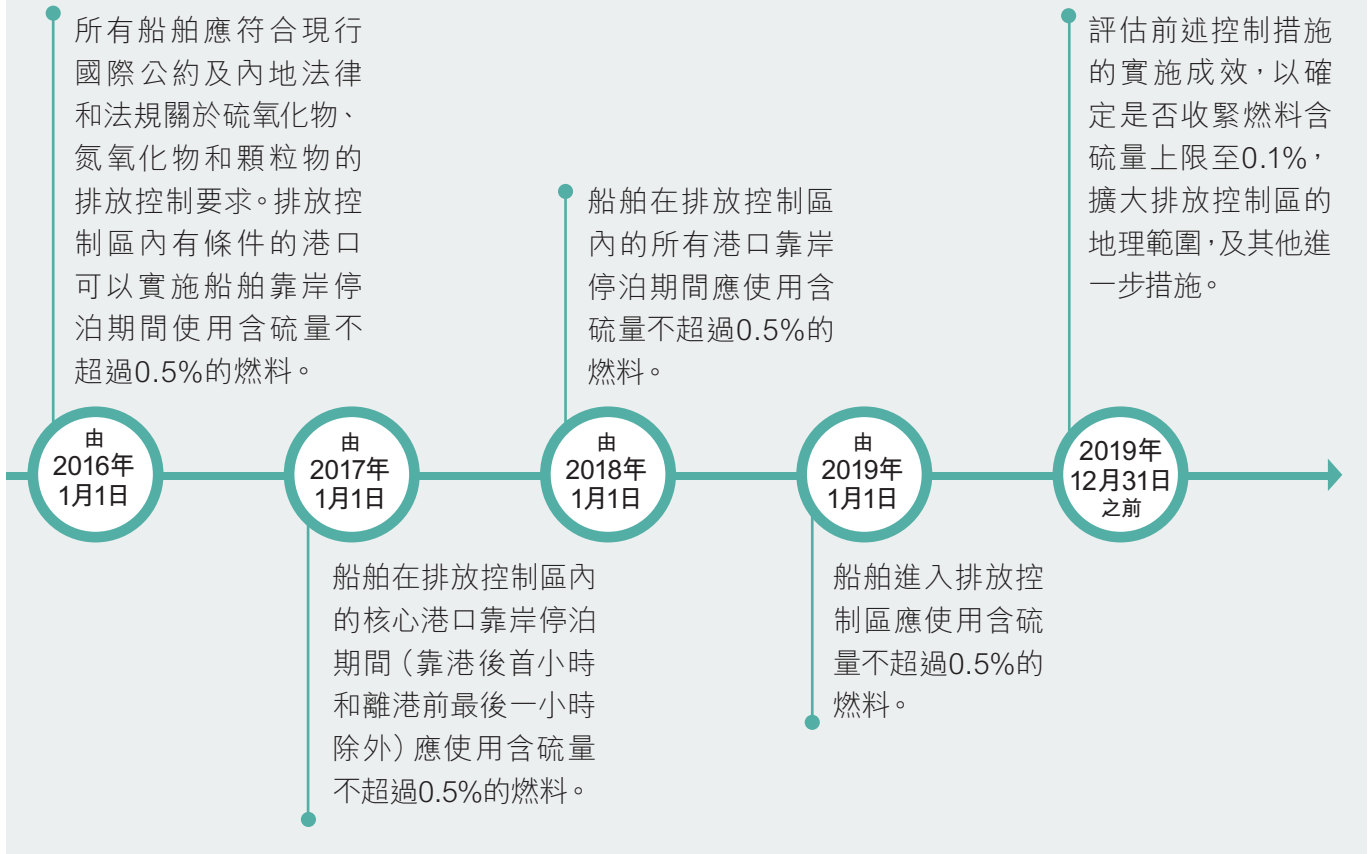 所有船舶應符合現行
國際公約及內地法律
和法規關於硫氧化物、
氮氧化物和顆粒物的
排放控制要求。排放控
制區內有條件的港口
可以實施船舶靠岸停
泊期間使用含硫量不
超過0.5%的燃料。
由
2016年
1月1日
船舶在排放控制區內
的核心港口靠岸停泊
期間（靠港後首小時
和離港前最後一小時
除外）應使用含硫量
不超過0.5%的燃料。
由
2017年
1月1日
船舶在排放控制區
內的所有港口靠岸
停泊期間應使用含
硫量不超過0.5%的
燃料。
由
2018年
1月1日
船舶進入排放控
制區應使用含硫
量不超過0.5%的
燃料。
由
2019年
1月1日
評估前述控制措施
的實施成效，以確
定是否收緊燃料含
硫量上限至0.1%，
擴大排放控制區的
地理範圍，及其他進
一步措施。
2019年
12月31日
之前